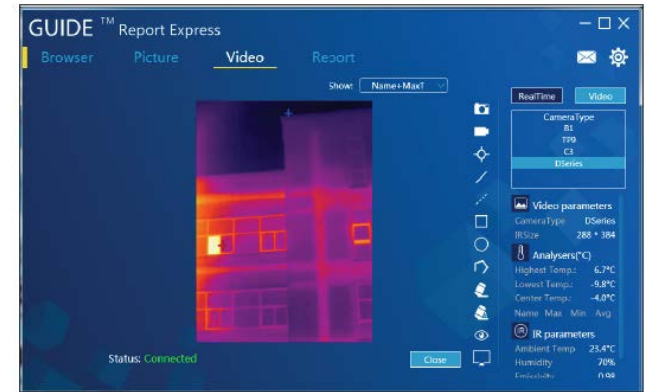 GUIDE ™ Report Express
Browser Picture Video Report
Show: Name+MaxT
RealTime Video
CameraType
B1
TP9
C3
DSeries
Video parameters
CameraType DSeries
IRSize 288 * 384
Analysers(°C)
Highest Temp.: 6.7°C
Lowest Temp.: -9.8°C
Center Temp.: -4.0°C
Name Max Min Avg
IR parameters
Ambient Temp 23.4°C
Humidity 70%
Emissivity 0.98
Status: Connected
Close